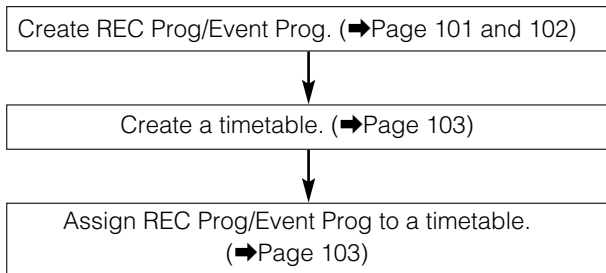 Create REC Prog/Event Prog. (➡Page 101 and 102)
Create a timetable. (➡Page 103)
Assign REC Prog/Event Prog to a timetable.
(➡Page 103)